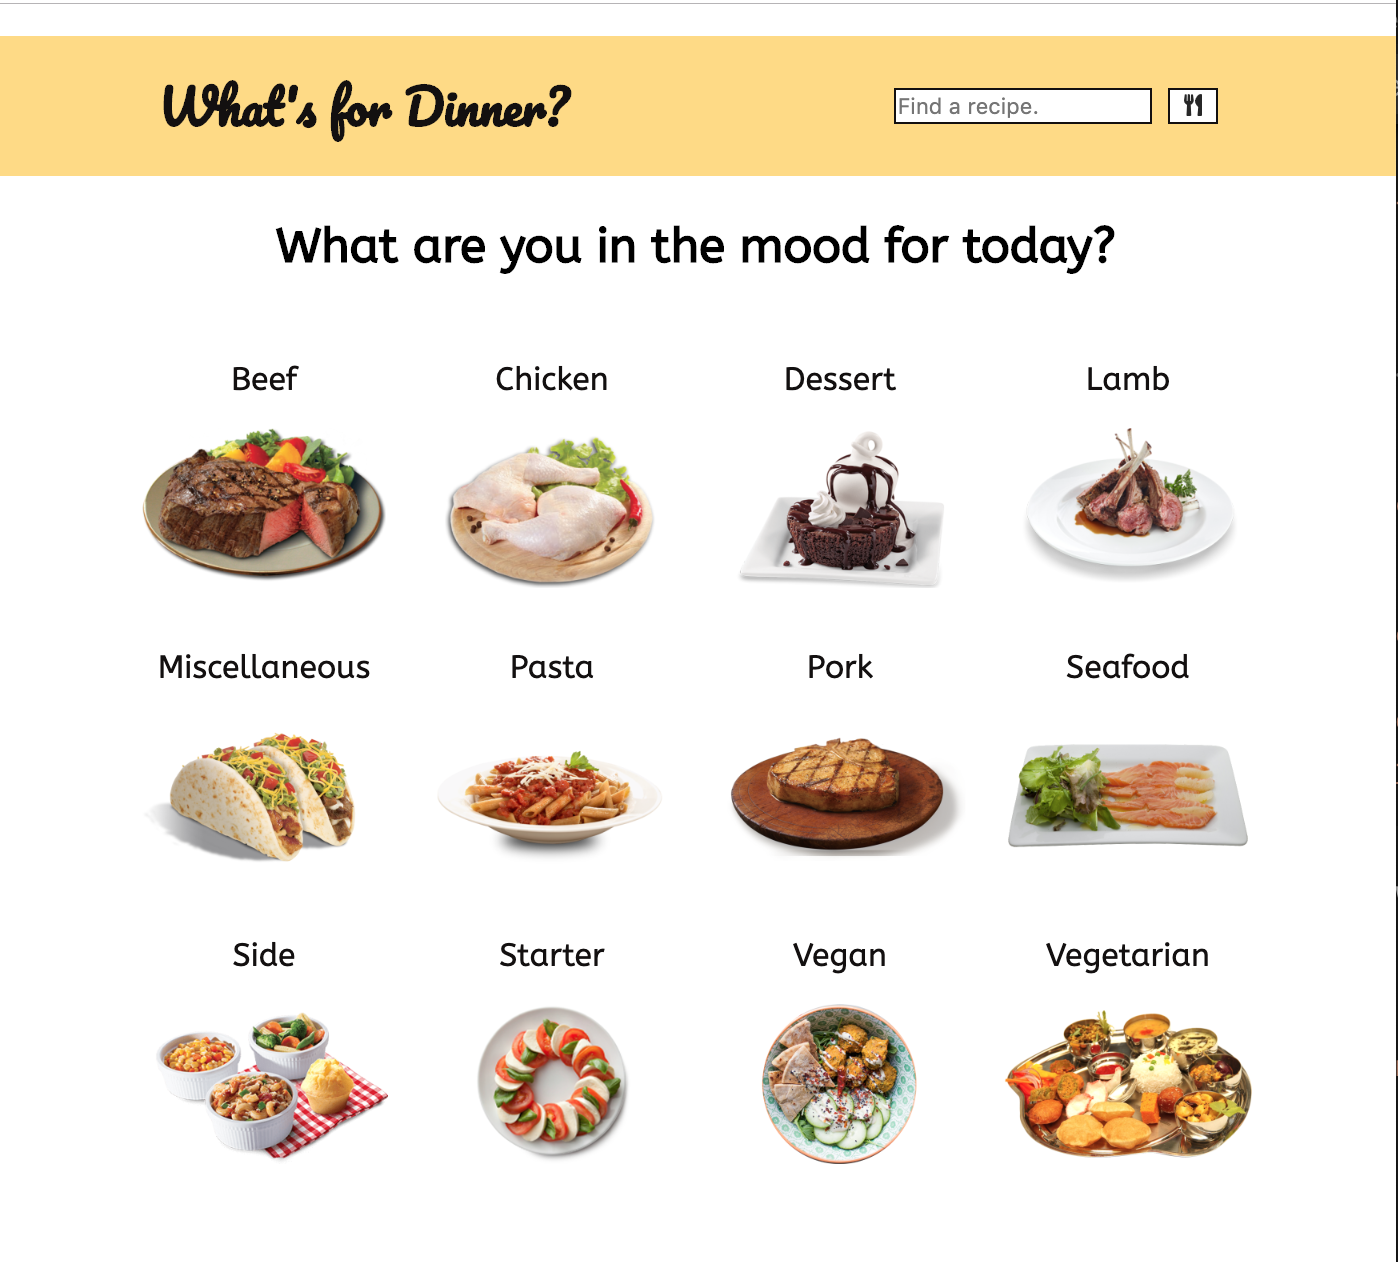 What's for Dinner?
Find a recipe.
What are you in the mood for today?
Beef
Chicken
Dessert
Lamb
Miscellaneous
Pasta
Pork
Seafood
Side
Starter
Vegan
Vegetarian